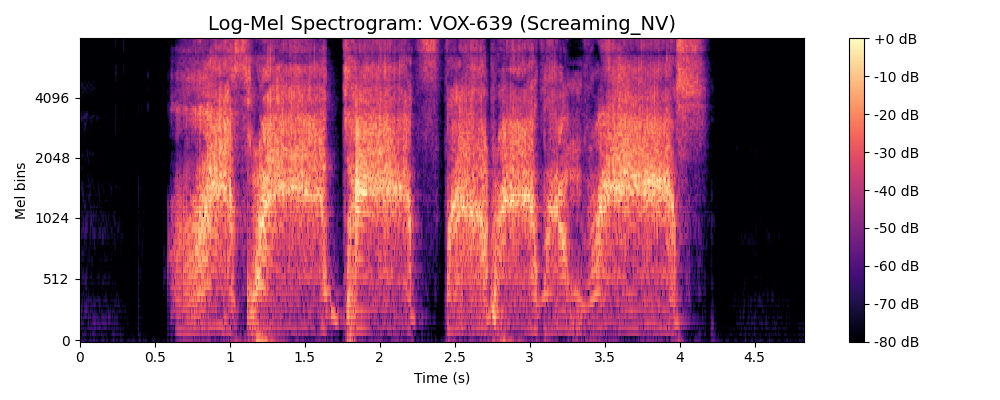 Log-Mel Spectrogram: VOX-639 (Screaming_NV)
+0 dB
-10 dB
4096
-20 dB
2048
-30 dB
Mel bins
-40 dB
1024
-50 dB
512
-60 dB
-70 dB
0
-80 dB
0 0.5 1 1.5 2 2.5 3 3.5 4 4.5
Time (s)